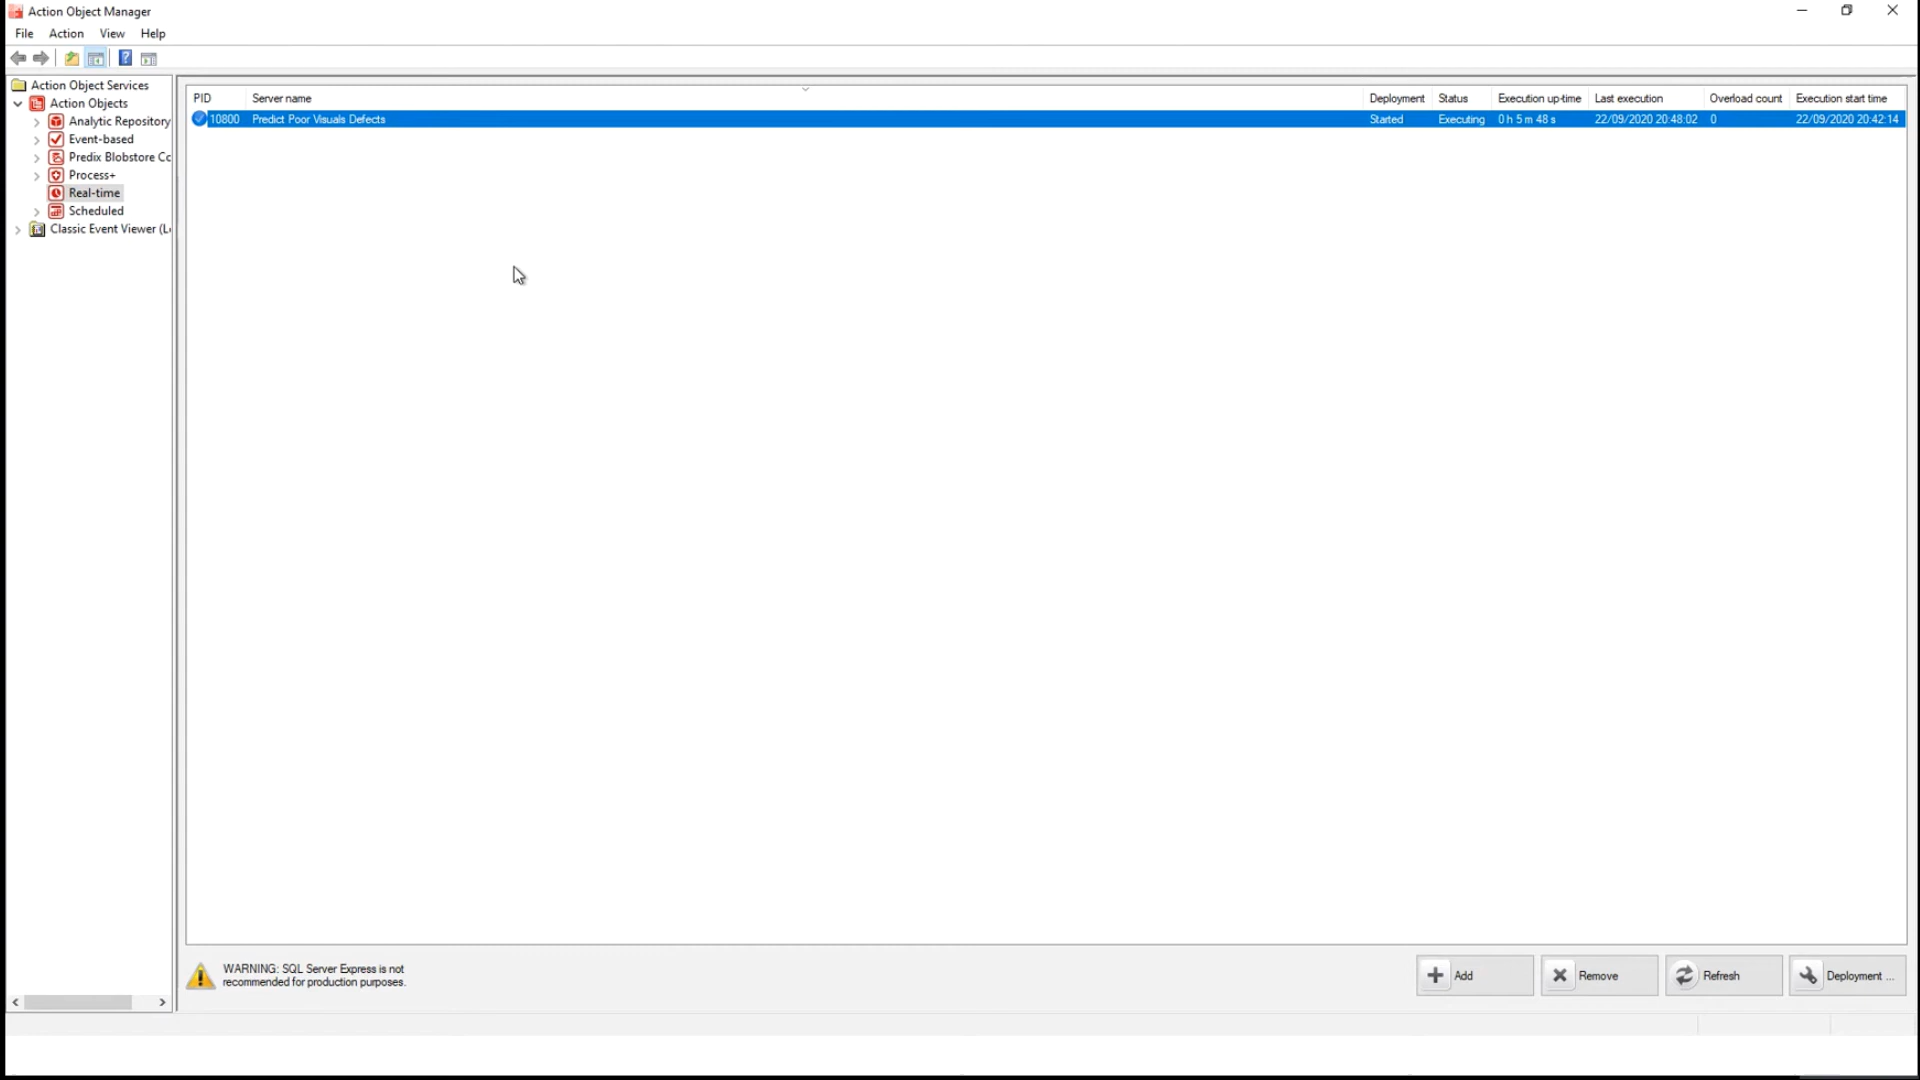 Action Object Manager
File Action View Help
Action Object Services
Action Objects
Analytic Repository
Event-based
Predix Blobstore Cc
Process+
Real-time
Scheduled
Classic Event Viewer (L
PID Server name Deployment Status Execution up-time Last execution Overload count Execution start time
10800 Predict Poor Visuals Defects Started Executing 0 h 5 m 48 s 22/09/2020 20:48:02 0 22/09/2020 20:42:14
WARNING: SQL Server Express is not
recommended for production purposes.
Add Remove Refresh Deployment ...